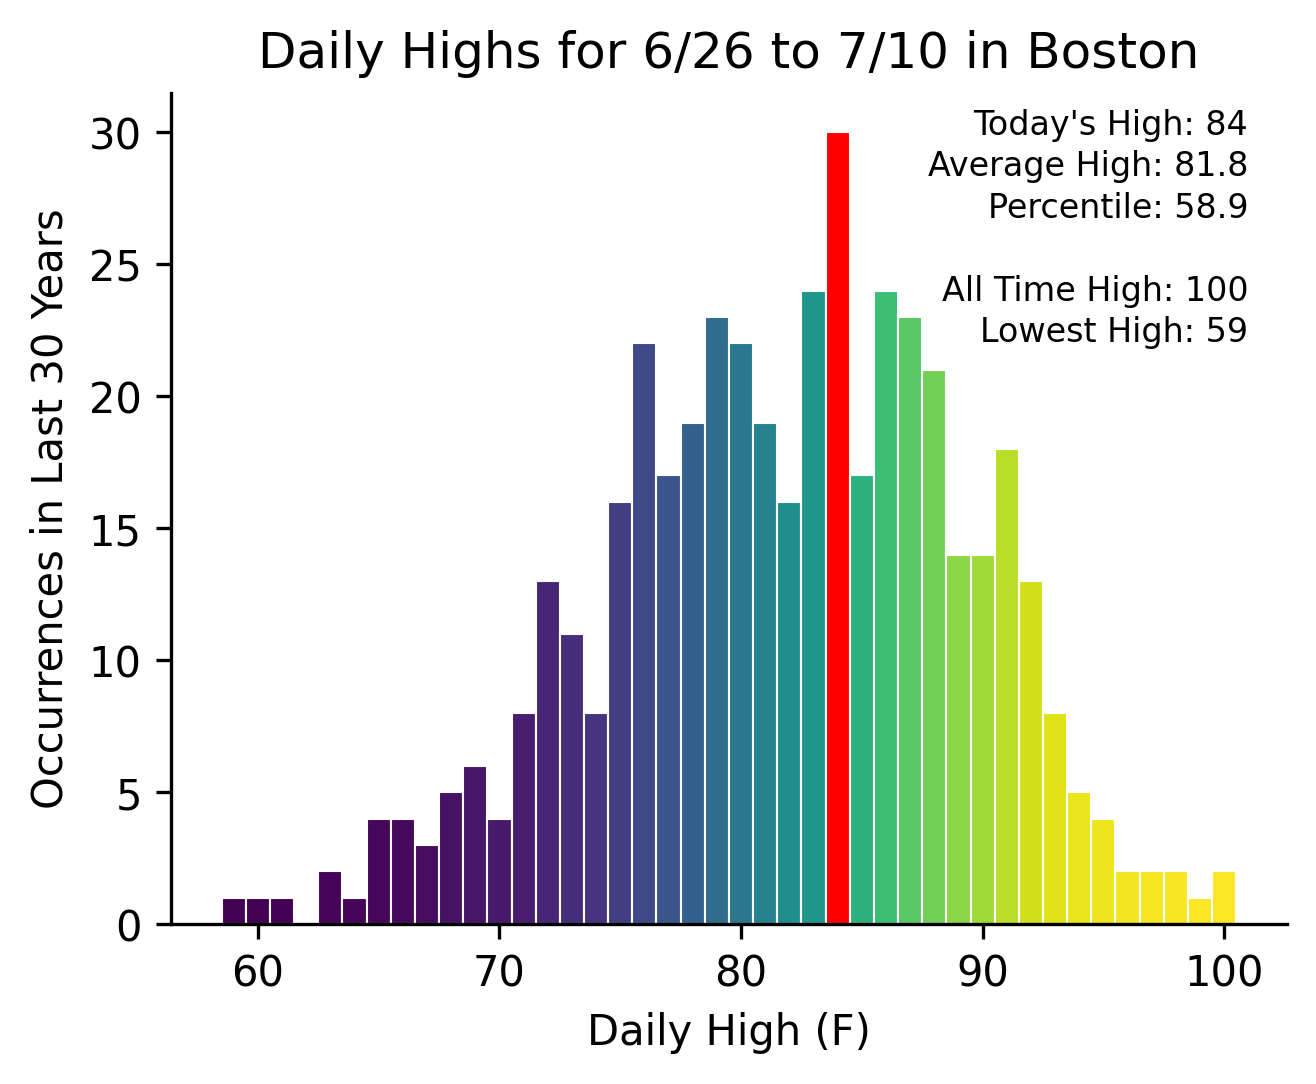 Daily Highs for 6/26 to 7/10 in Boston
Today's High: 84
Average High: 81.8
Percentile: 58.9
All Time High: 100
Lowest High: 59
Occurrences in Last 30 Years
30
25
20
15
10
5
0
60 70 80 90 100
Daily High (F)